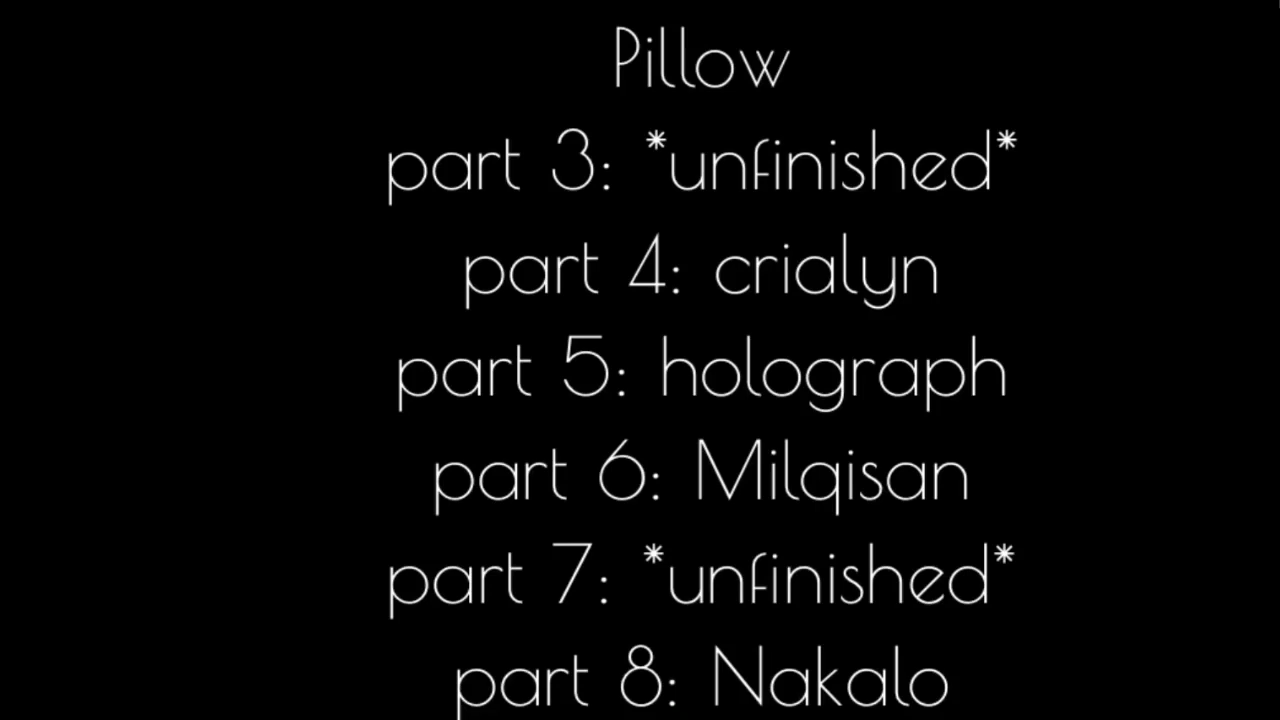 Pillow
part 3: *unfinished*
part 4: crialyn
part 5: holograph
part 6: Milqisan
part 7: *unfinished*
part 8: Nakalo